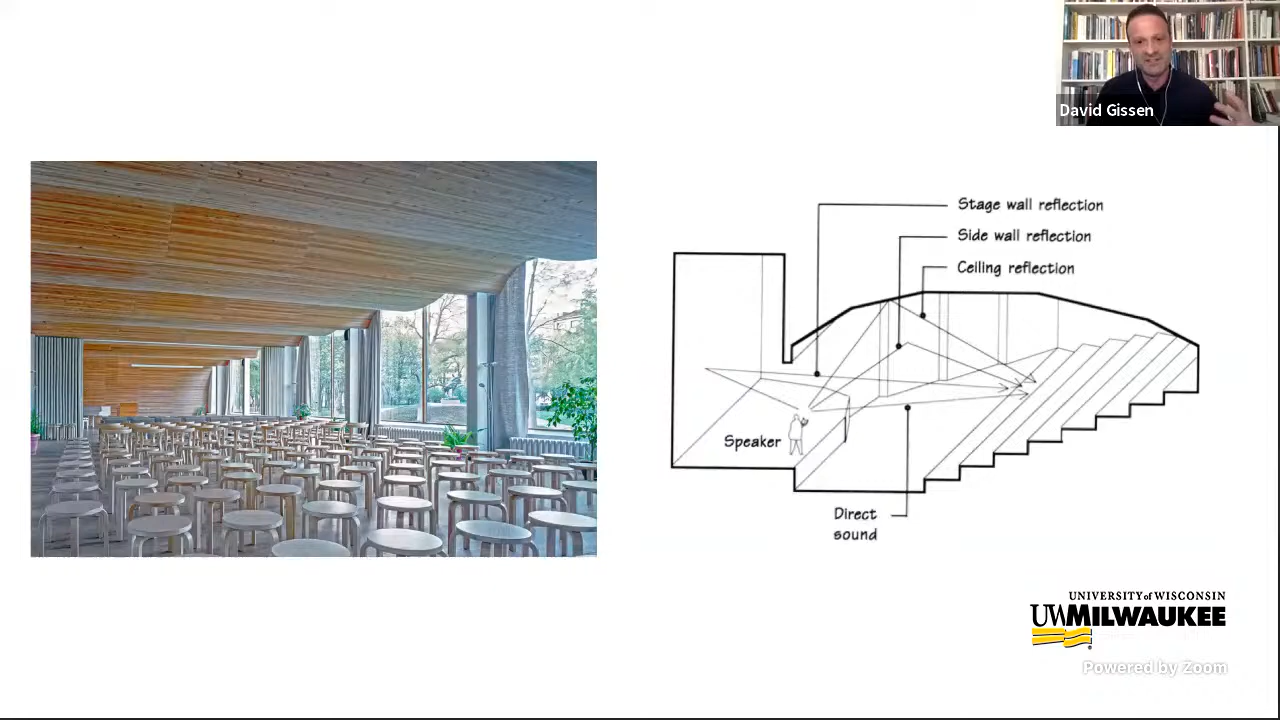 David Gissen
Stage wall reflection
Side wall reflection
Ceiling reflection
Speaker
Direct
sound
UNIVERSITY of WISCONSIN
UWMILWAUKEE
Powered by Zoom